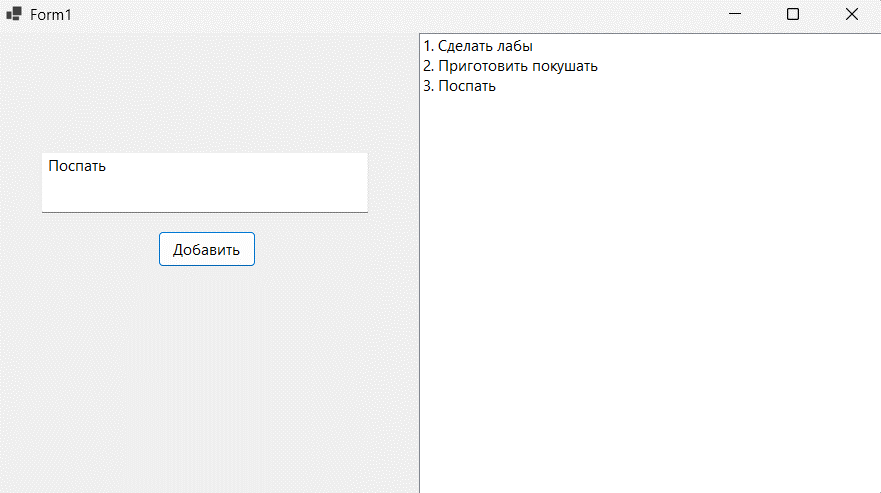 Form1
Поспать
Добавить
1. Сделать лабы
2. Приготовить покушать
3. Поспать